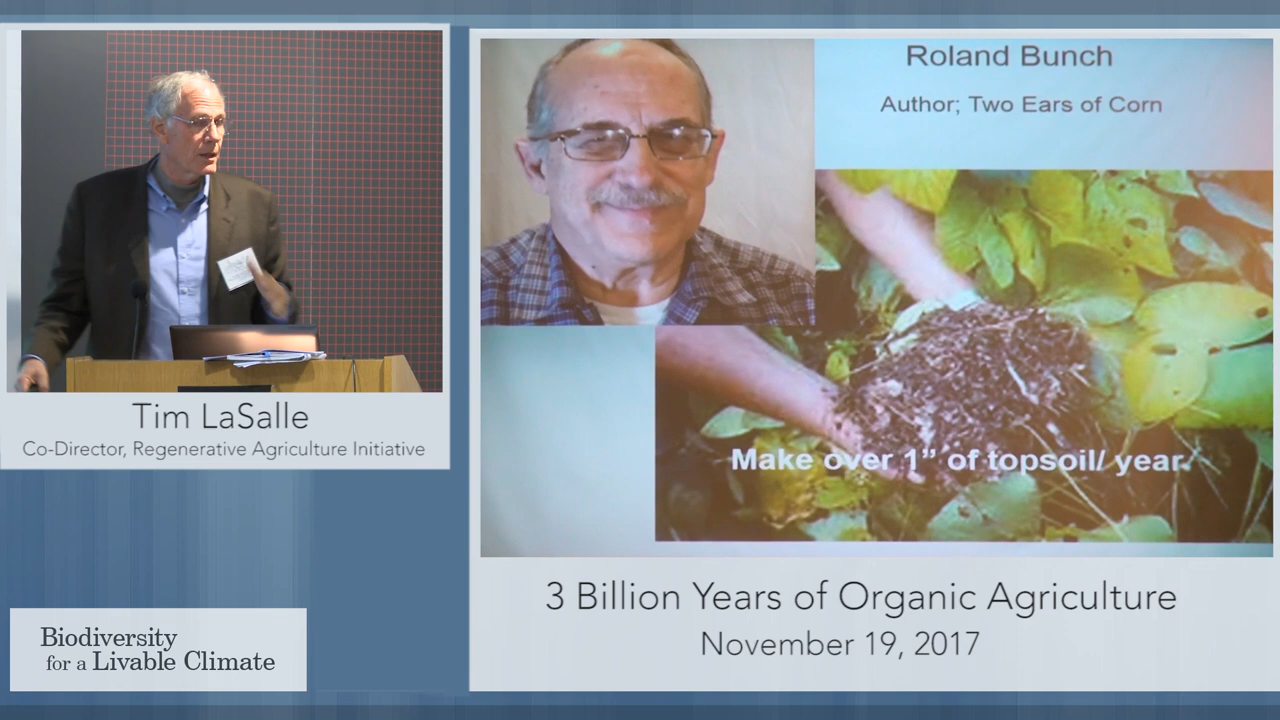 Tim LaSalle
Co-Director, Regenerative Agriculture Initiative
Roland Bunch
Author; Two Ears of Corn
Make over 1” of topsoil/ year.
3 Billion Years of Organic Agriculture
November 19, 2017
Biodiversity
for a Livable Climate